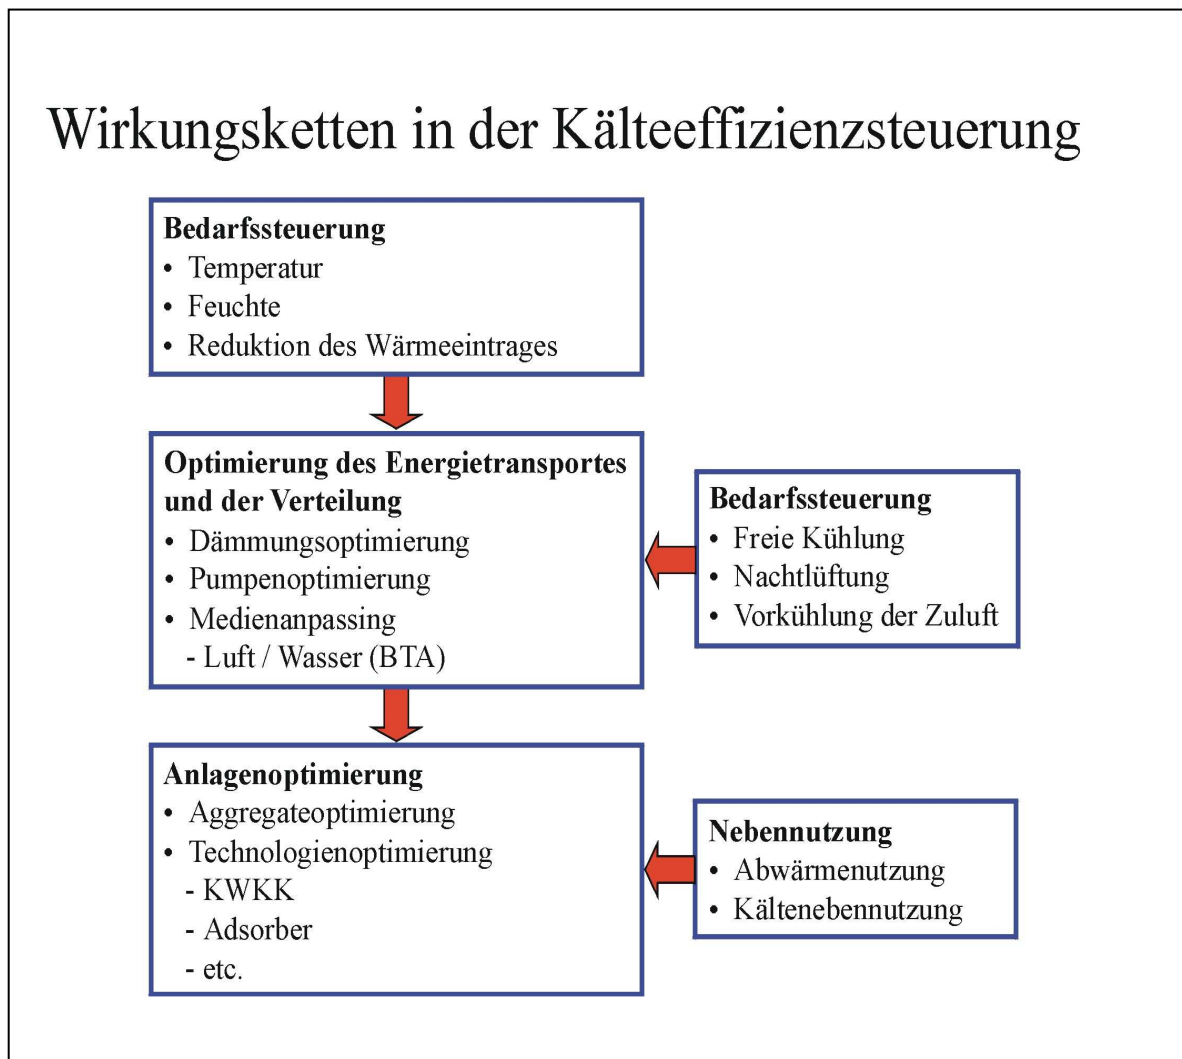 Wirkungsketten in der Kälteeffizienzsteuerung
Bedarfssteuerung
• Temperatur
• Feuchte
• Reduktion des Wärmeeintrages
Optimierung des Energietransportes
und der Verteilung
• Dämmungsoptimierung
• Pumpenoptimierung
• Medienanpassing
- Luft / Wasser (BTA)
Bedarfssteuerung
• Freie Kühlung
• Nachtlüftung
• Vorkühlung der Zuluft
Anlagenoptimierung
• Aggregateoptimierung
• Technologienoptimierung
- KWKK
- Adsorber
- etc.
Nebennutzung
• Abwärmenutzung
• Kältenebennutzung